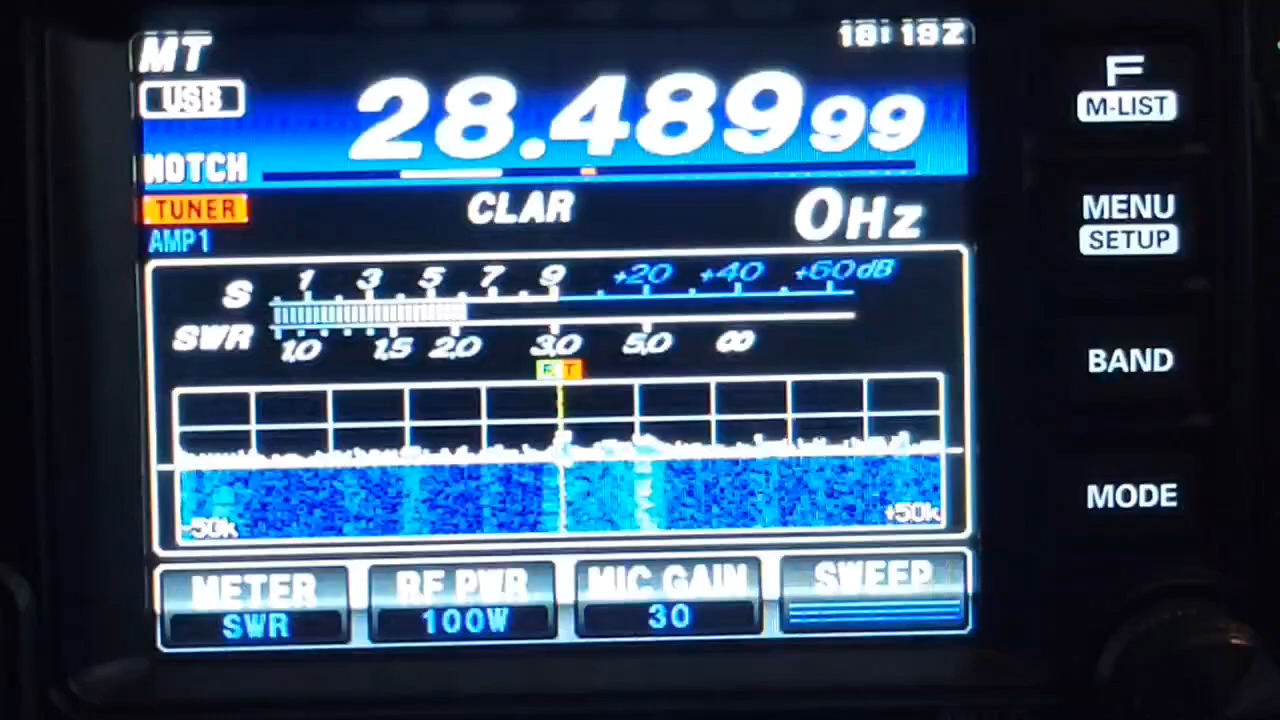 MT 18:19Z
USB 28.489 99
NOTCH
TUNER CLAR 0Hz
AMP1
S 1 3 5 7 9 +20 +40 +60dB
SWR 1.0 1.5 2.0 3.0 5.0 ∞
R T
-50k +50k
METER RF PWR MIC GAIN SWEEP
SWR 100W 30
F
M-LIST
MENU
SETUP
BAND
MODE